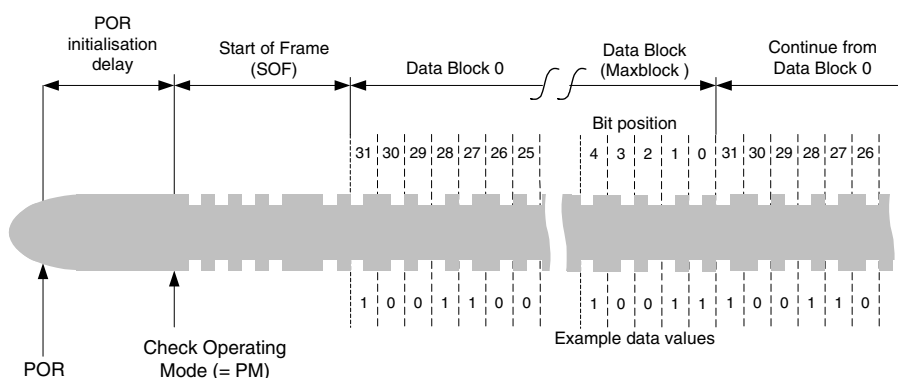 POR
initialisation
delay
Start of Frame
(SOF)
Data Block 0
Data Block
(Maxblock )
Continue from
Data Block 0
Bit position
31 30 29 28 27 26 25 4 3 2 1 0 31 30 29 28 27 26
1 0 0 1 1 0 0 1 0 0 1 1 1 0 0 1 1 0
Example data values
POR
Check Operating
Mode (= PM)